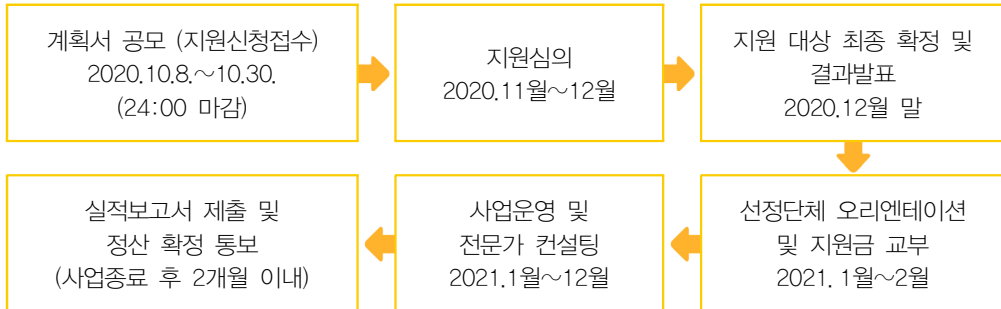 계획서 공모 (지원신청접수)
2020.10.8.~10.30.
(24:00 마감)
지원심의
2020.11월~12월
지원 대상 최종 확정 및
결과발표
2020.12월 말
선정단체 오리엔테이션
및 지원금 교부
2021. 1월~2월
사업운영 및
전문가 컨설팅
2021.1월~12월
실적보고서 제출 및
정산 확정 통보
(사업종료 후 2개월 이내)